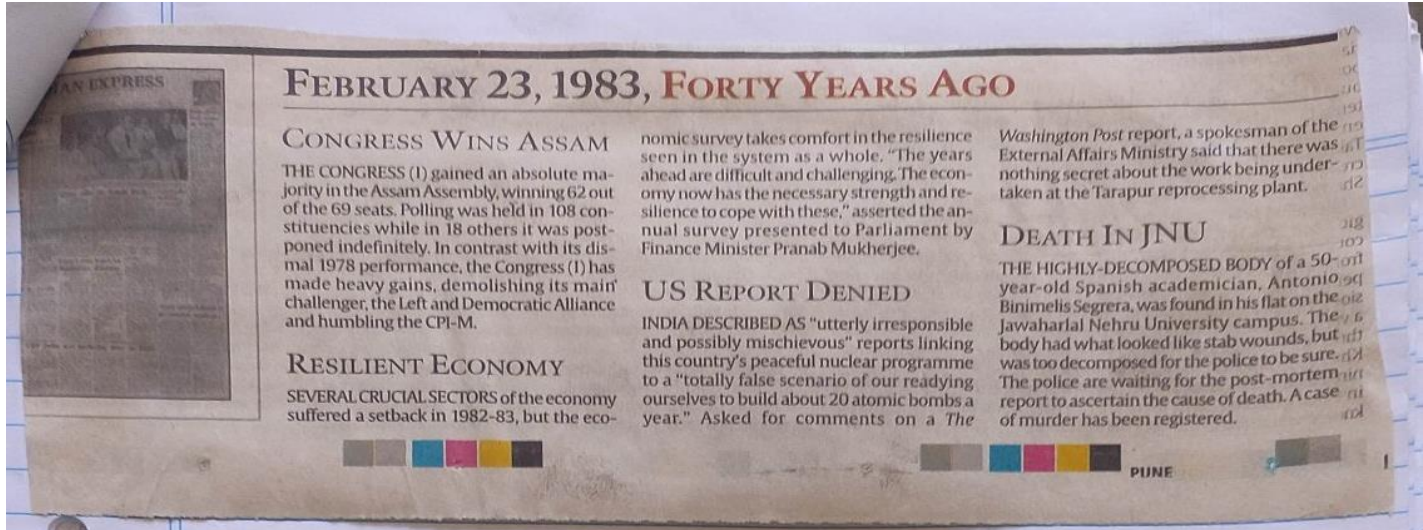 AN EXPRESS
FEBRUARY 23, 1983, FORTY YEARS AGO
CONGRESS WINS ASSAM
THE CONGRESS (I) gained an absolute ma-
jority in the Assam Assembly, winning 62 out
of the 69 seats. Polling was held in 108 con-
stituencies while in 18 others it was post-
poned indefinitely. In contrast with its dis-
mal 1978 performance, the Congress (I) has
made heavy gains, demolishing its main
challenger, the Left and Democratic Alliance
and humbling the CPI-M.
RESILIENT ECONOMY
SEVERAL CRUCIAL SECTORS of the economy
suffered a setback in 1982-83, but the eco-
nomic survey takes comfort in the resilience
seen in the system as a whole. “The years
ahead are difficult and challenging. The econ-
omy now has the necessary strength and re-
silience to cope with these,” asserted the an-
nual survey presented to Parliament by
Finance Minister Pranab Mukherjee.
US REPORT DENIED
INDIA DESCRIBED AS “utterly irresponsible
and possibly mischievous” reports linking
this country’s peaceful nuclear programme
to a “totally false scenario of our readying
ourselves to build about 20 atomic bombs a
year.” Asked for comments on a The
Washington Post report, a spokesman of the
External Affairs Ministry said that there was
nothing secret about the work being under-
taken at the Tarapur reprocessing plant.
DEATH IN JNU
THE HIGHLY-DECOMPOSED BODY of a 50-
year-old Spanish academician, Antonio
Binimelis Segrera, was found in his flat on the
Jawaharlal Nehru University campus. The
body had what looked like stab wounds, but
was too decomposed for the police to be sure.
The police are waiting for the post-mortem
report to ascertain the cause of death. A case
of murder has been registered.
PUNE